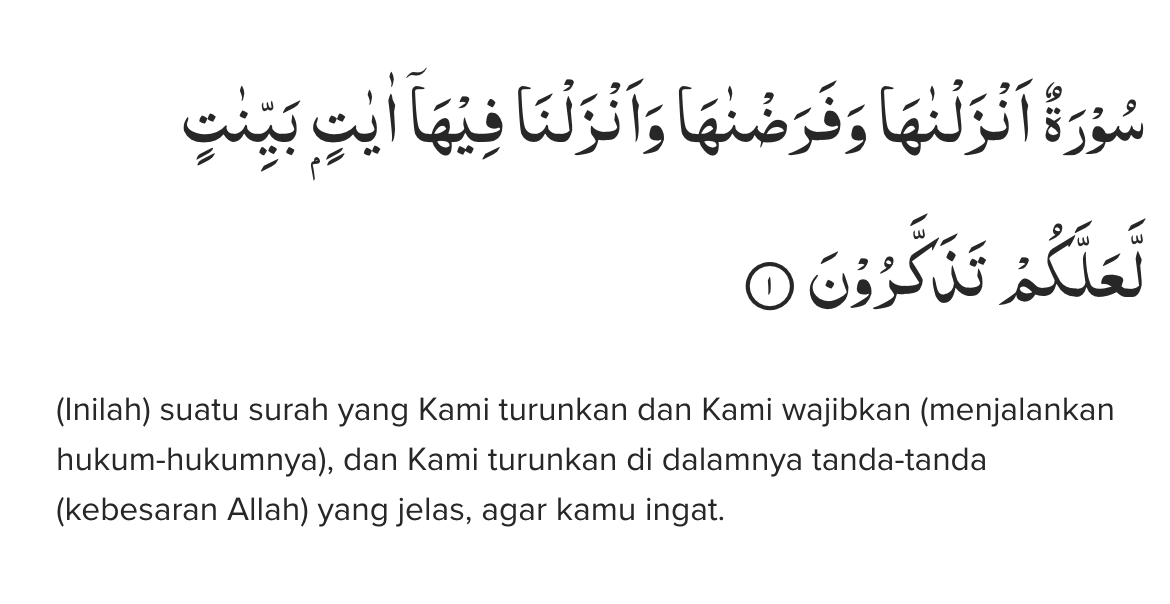 سُوْرَةٌ اَنْزَلْنٰهَا وَفَرَضْنٰهَا وَاَنْزَلْنَا فِيْهَآ اٰيٰتٍۢ بَيِّنٰتٍ
لَّعَلَّكُمْ تَذَكَّرُوْنَ ١
(Inilah) suatu surah yang Kami turunkan dan Kami wajibkan (menjalankan
hukum-hukumnya), dan Kami turunkan di dalamnya tanda-tanda
(kebesaran Allah) yang jelas, agar kamu ingat.